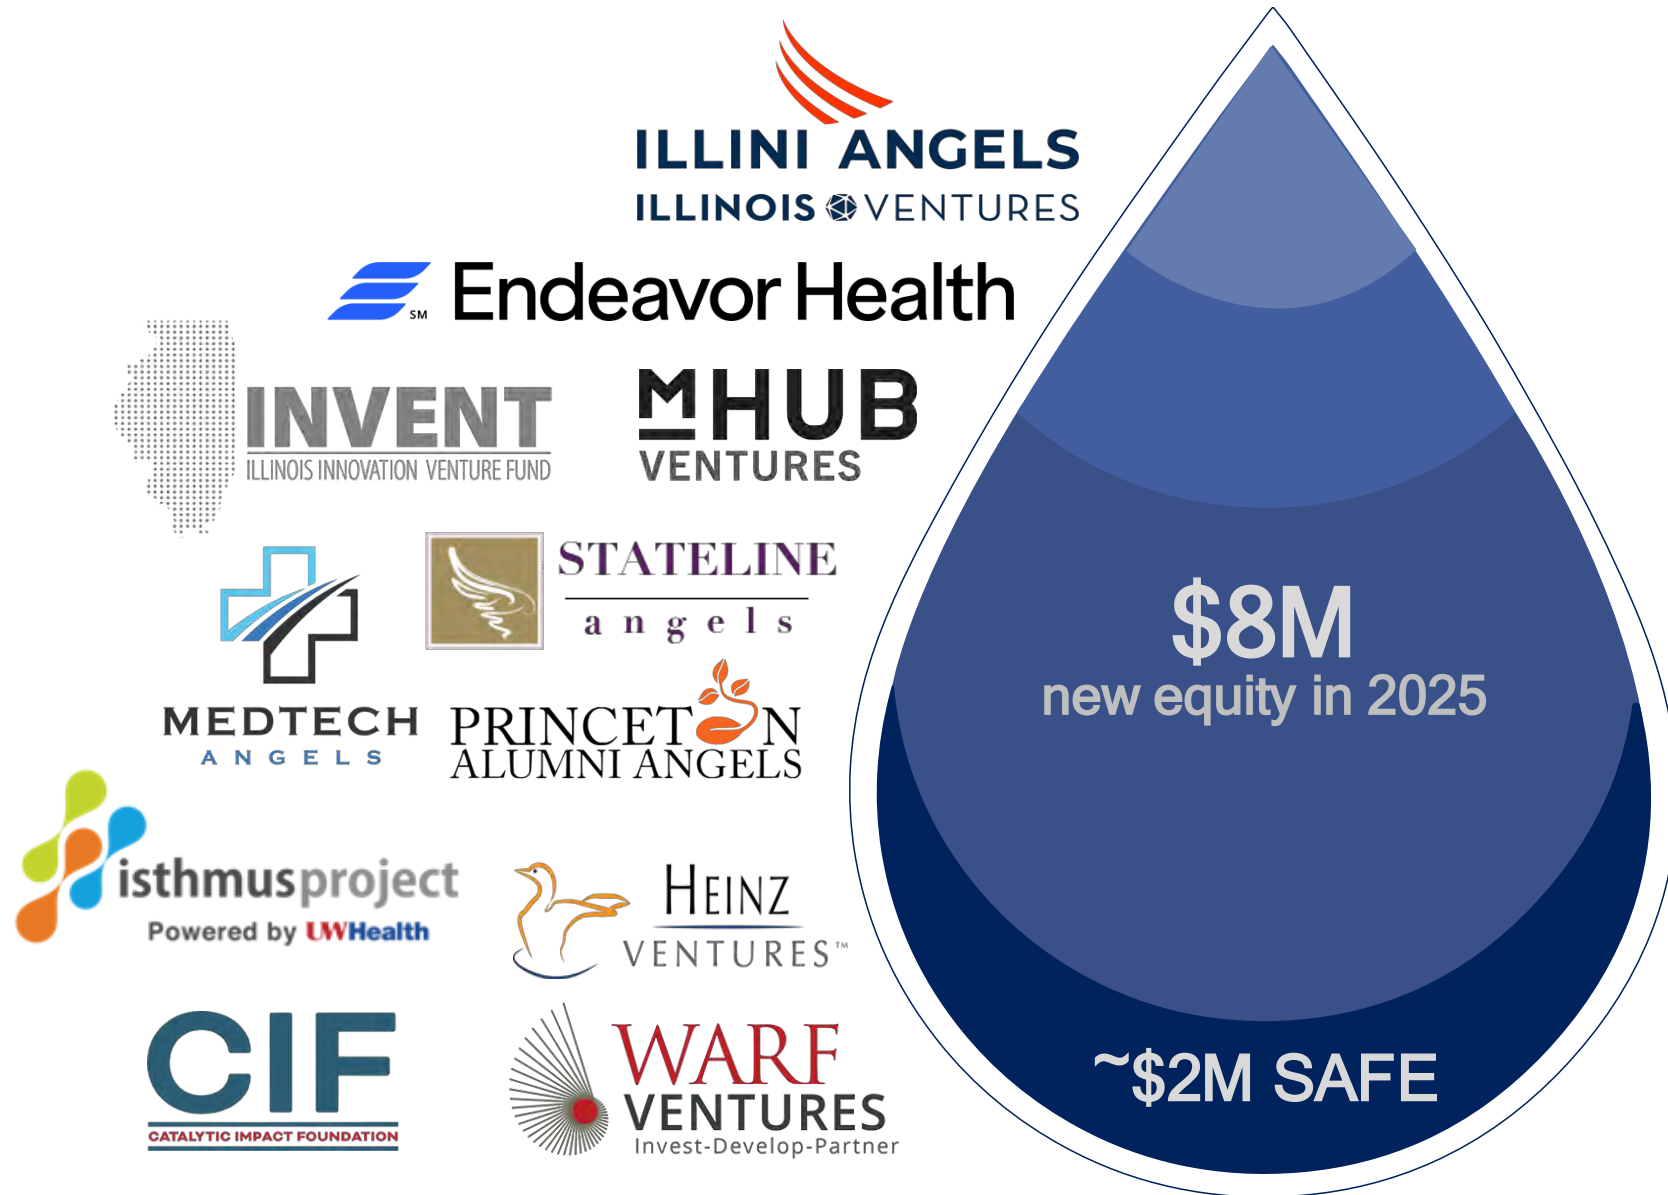 ILLINI ANGELS
ILLINOIS VENTURES
SM
Endeavor Health
INVENT
ILLINOIS INNOVATION VENTURE FUND
MHUB
VENTURES
STATELINE
angels
MEDTECH
ANGELS
PRINCETON
ALUMNI ANGELS
isthmusproject
Powered by UWHealth
HEINZ
VENTURES™
CIF
CATALYTIC IMPACT FOUNDATION
WARF
VENTURES
Invest-Develop-Partner
$8M
new equity in 2025
~$2M SAFE